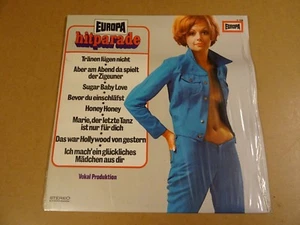 EUROPA
hitparade
Tränen lügen nicht
Aber am Abend da spielt
der Zigeuner
Sugar Baby Love
Bevor du einschläfst
Honey Honey
Marie, der letzte Tanz
ist nur für dich
Das war Hollywood von gestern
Ich mach'ein glückliches
Mädchen aus dir
Vokal Produktion
STEREO